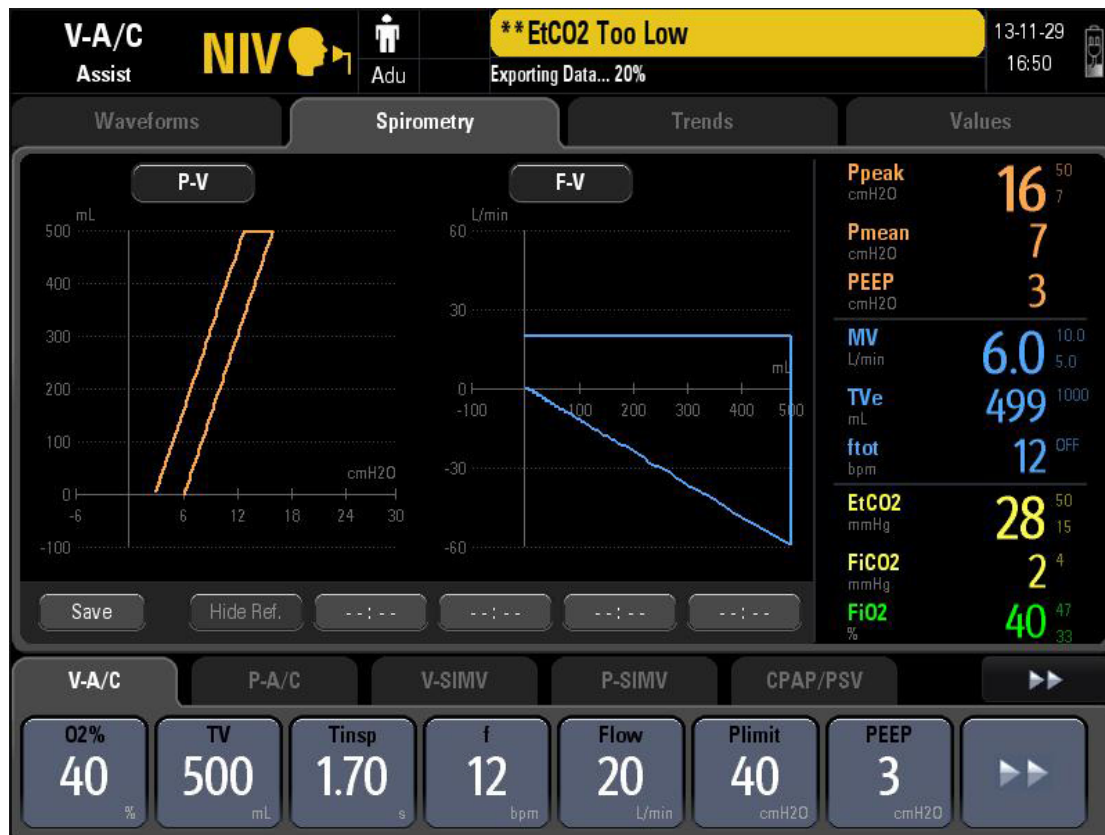 V-A/C
Assist
NIV
Adu
**EtCO2 Too Low
Exporting Data... 20%
13-11-29
16:50
Waveforms
Spirometry
Trends
Values
P-V
mL
500
400
300
200
100
0
-100
cmH2O
-6 6 12 18 24 30
F-V
L/min
60
30
0
-30
-60
mL
-100 100 200 300 400 500
Ppeak 16 50
cmH2O 7
Pmean 7
cmH2O
PEEP 3
cmH2O
MV 6.0 10.0
L/min 5.0
TVe 499 1000
mL
ftot 12 OFF
bpm
EtCO2 28 50
mmHg 15
FiCO2 2 4
mmHg
FiO2 40 47
% 33
Save Hide Ref. --:-- --:-- --:-- --:--
V-A/C P-A/C V-SIMV P-SIMV CPAP/PSV
O2% TV Tinsp f Flow Plimit PEEP
40 500 1.70 12 20 40 3
% mL s bpm L/min cmH2O cmH2O